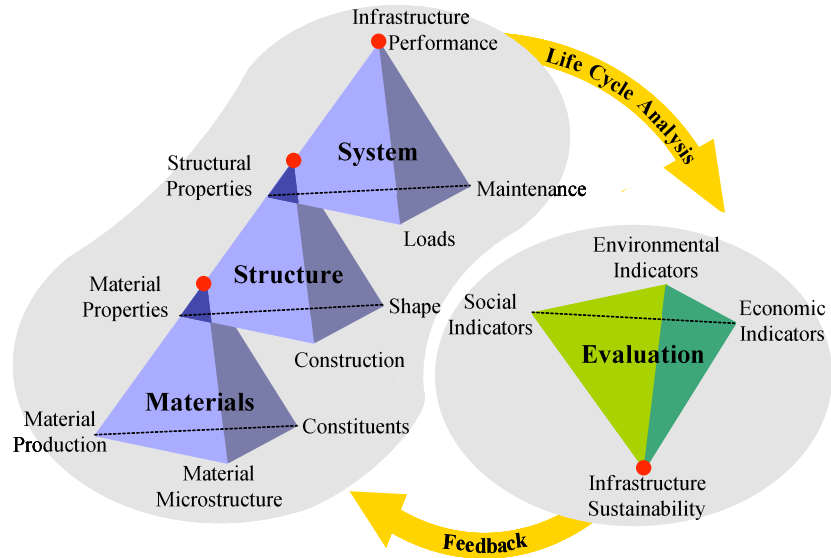 Infrastructure
Performance
Life Cycle Analysis
System
Structural
Properties
Maintenance
Loads
Material
Properties
Structure
Shape
Construction
Materials
Material
Production
Constituents
Material
Microstructure
Environmental
Indicators
Social
Indicators
Economic
Indicators
Evaluation
Infrastructure
Sustainability
Feedback